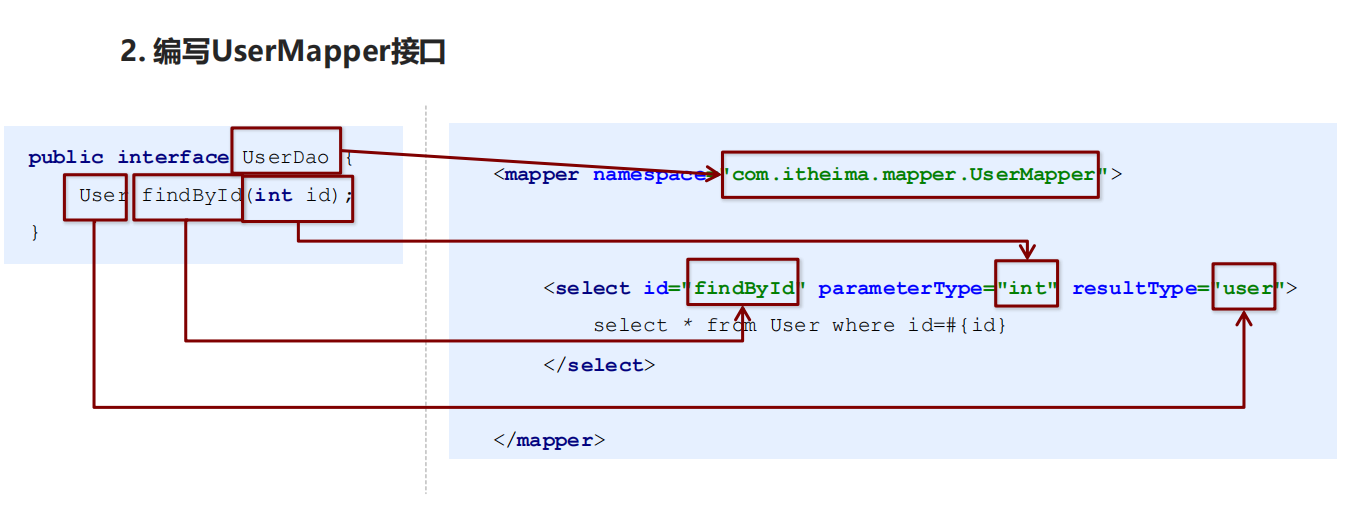 2. 编写UserMapper接口
public interface UserDao {
User findById(int id);
}
<mapper namespace="com.itheima.mapper.UserMapper">
<select id="findById" parameterType="int" resultType="user">
select * from User where id=#{id}
</select>
</mapper>